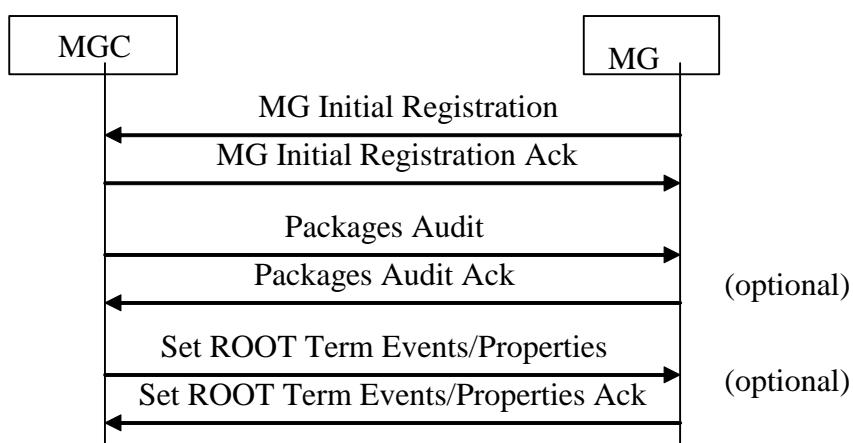 MGC
MG
MG Initial Registration
MG Initial Registration Ack
Packages Audit
Packages Audit Ack
(optional)
Set ROOT Term Events/Properties
(optional)
Set ROOT Term Events/Properties Ack